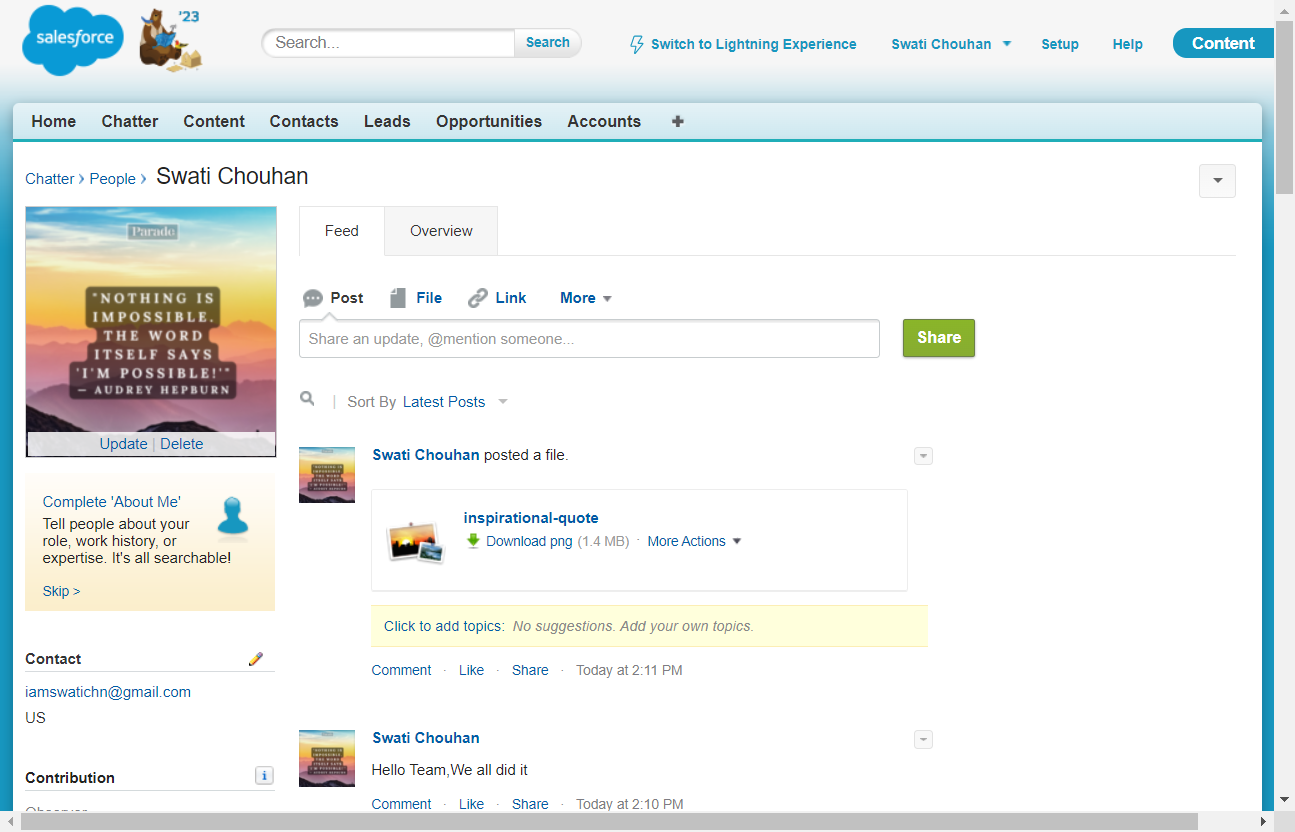 salesforce
'23
Search...
Search
Switch to Lightning Experience
Swati Chouhan
Setup
Help
Content
Home
Chatter
Content
Contacts
Leads
Opportunities
Accounts
Chatter › People › Swati Chouhan
Parade
"NOTHING IS
IMPOSSIBLE.
THE WORD
ITSELF SAYS
'I'M POSSIBLE!'"
— AUDREY HEPBURN
Update | Delete
Complete 'About Me'
Tell people about your
role, work history, or
expertise. It's all searchable!
Skip >
Contact
iamswatichn@gmail.com
US
Contribution
Observer
Feed
Overview
Post
File
Link
More
Share an update, @mention someone...
Share
| Sort By Latest Posts
Swati Chouhan posted a file.
inspirational-quote
Download png (1.4 MB) · More Actions
Click to add topics: No suggestions. Add your own topics.
Comment · Like · Share · Today at 2:11 PM
Swati Chouhan
Hello Team,We all did it
Comment · Like · Share · Today at 2:10 PM